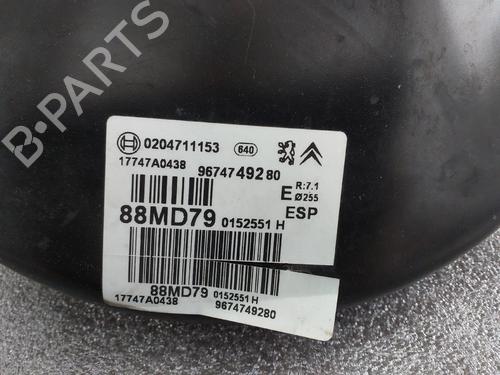 B-PARTS
0204711153 640
17747A0438 9674749280
R:7.1
E Ø255
88MD79 0152551 H ESP
88MD79 0152551 H
17747A0438 9674749280